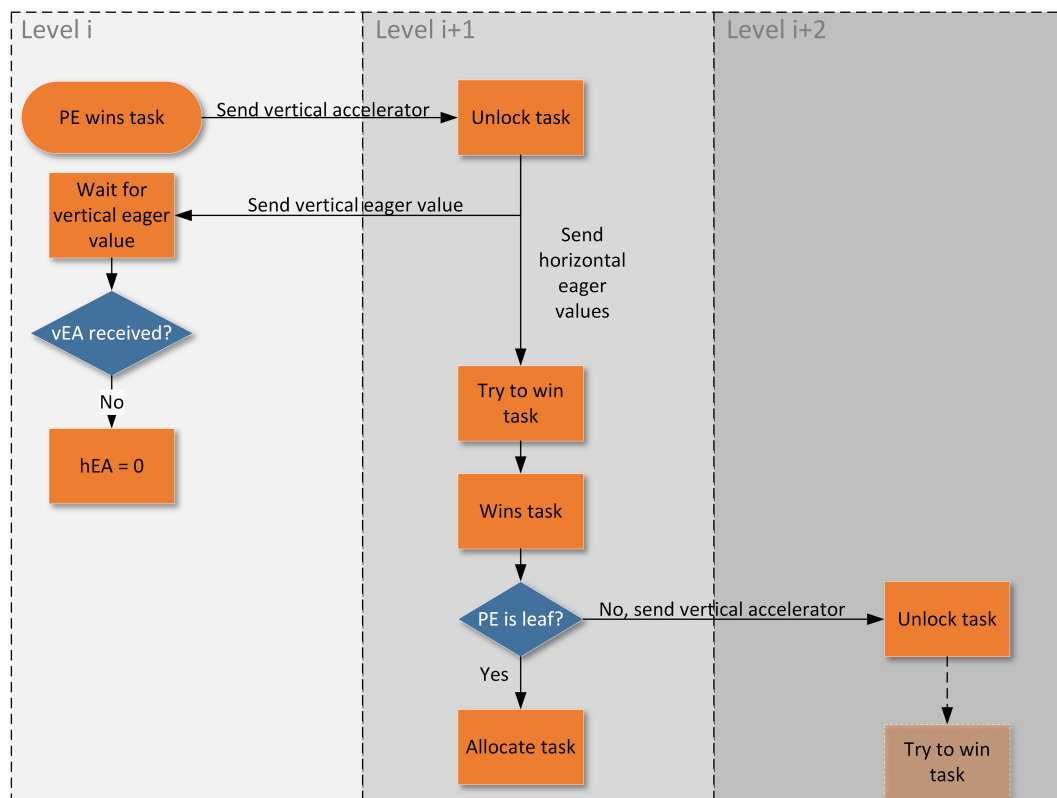 Level i
Level i+1
Level i+2
PE wins task
Send vertical accelerator
Unlock task
Wait for
vertical eager
value
Send vertical eager value
Send
horizontal
eager
values
vEA received?
No
hEA = 0
Try to win
task
Wins task
PE is leaf?
No, send vertical accelerator
Unlock task
Yes
Allocate task
Try to win
task